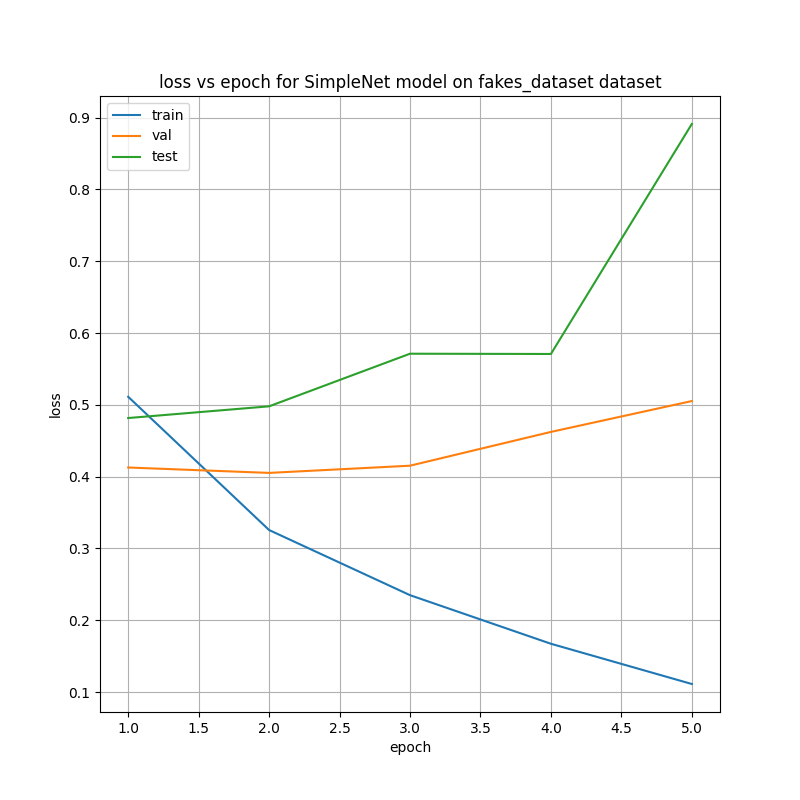 loss vs epoch for SimpleNet model on fakes_dataset dataset
train
val
test
0.9
0.8
0.7
0.6
0.5
0.4
0.3
0.2
0.1
loss
1.0 1.5 2.0 2.5 3.0 3.5 4.0 4.5 5.0
epoch